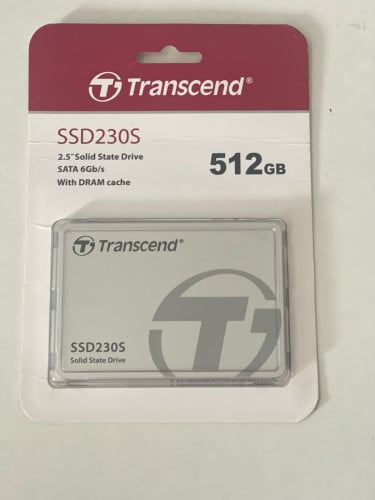 Transcend®
SSD230S
2.5" Solid State Drive
SATA 6Gb/s
With DRAM cache
512GB
Transcend®
SSD230S
Solid State Drive